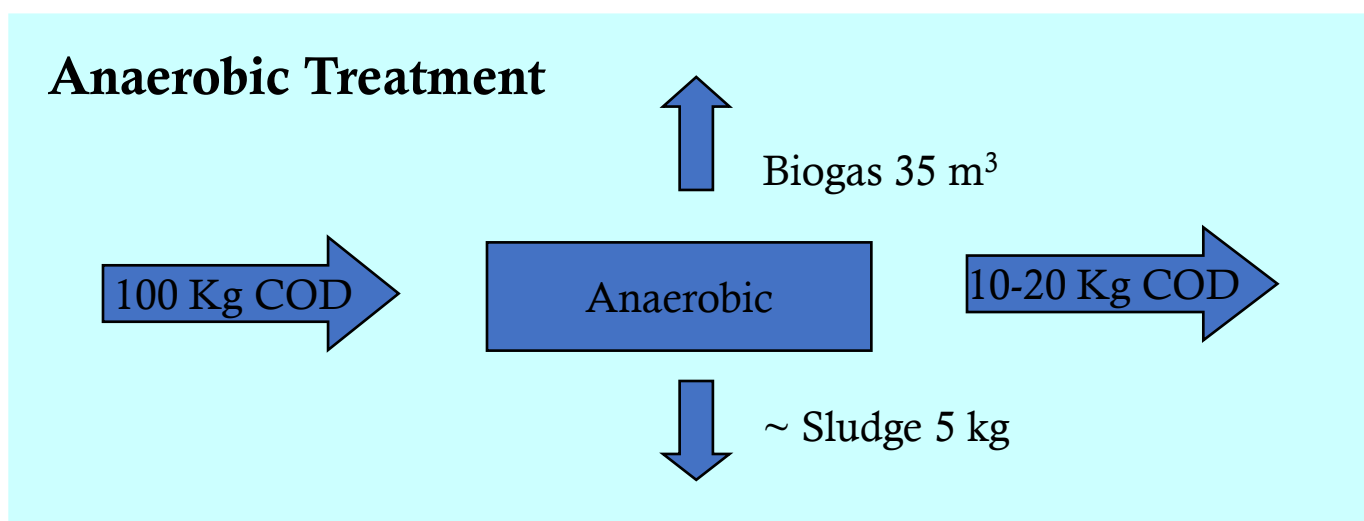 Anaerobic Treatment
Biogas 35 m³
100 Kg COD
Anaerobic
10-20 Kg COD
~ Sludge 5 kg